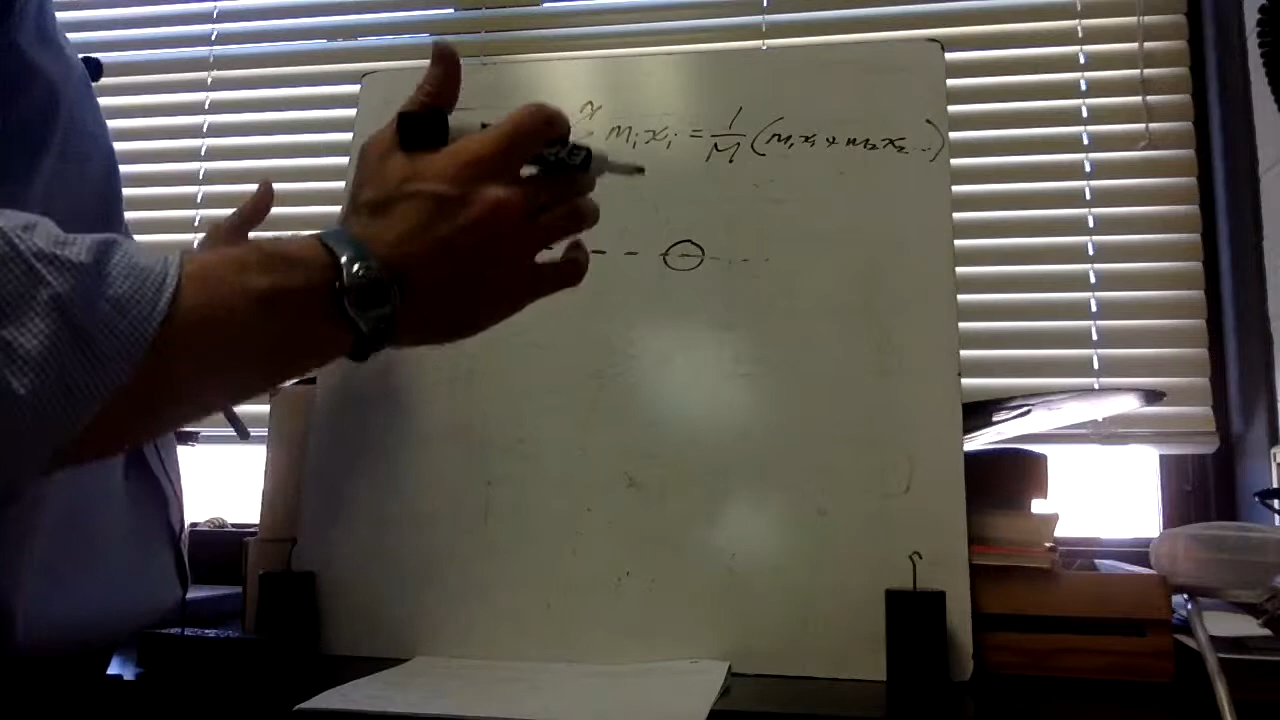 n
mᵢxᵢ = 1/M (m₁x₁ + m₂x₂ ...)